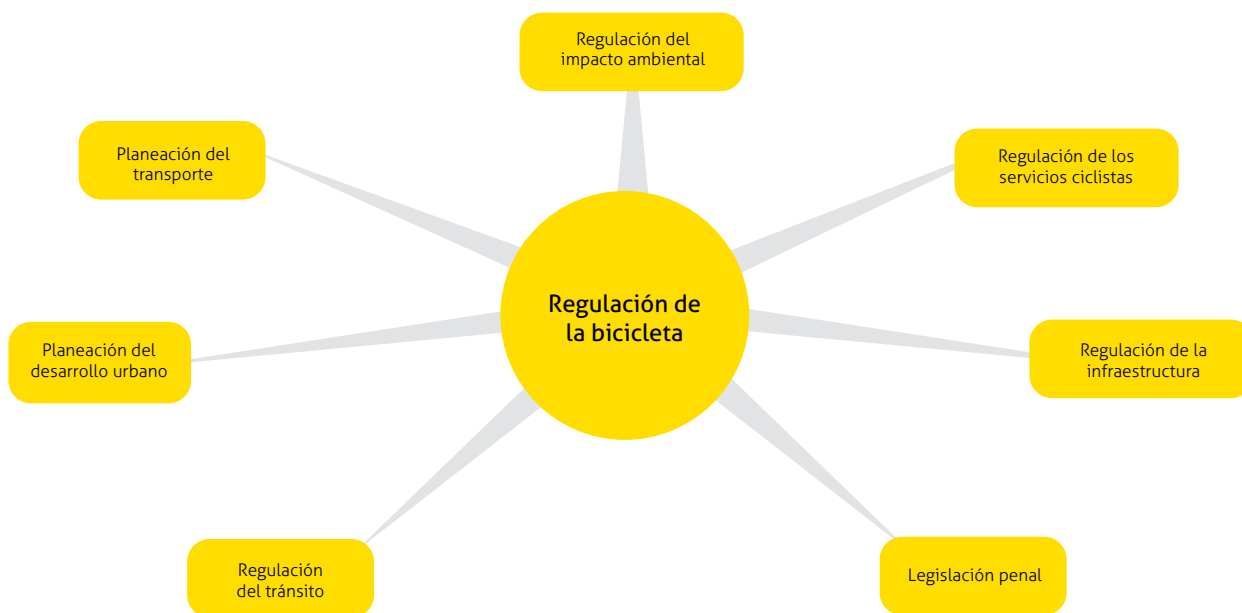 Regulación del
impacto ambiental
Planeación del
transporte
Regulación de los
servicios ciclistas
Regulación de
la bicicleta
Planeación del
desarrollo urbano
Regulación de la
infraestructura
Regulación
del tránsito
Legislación penal